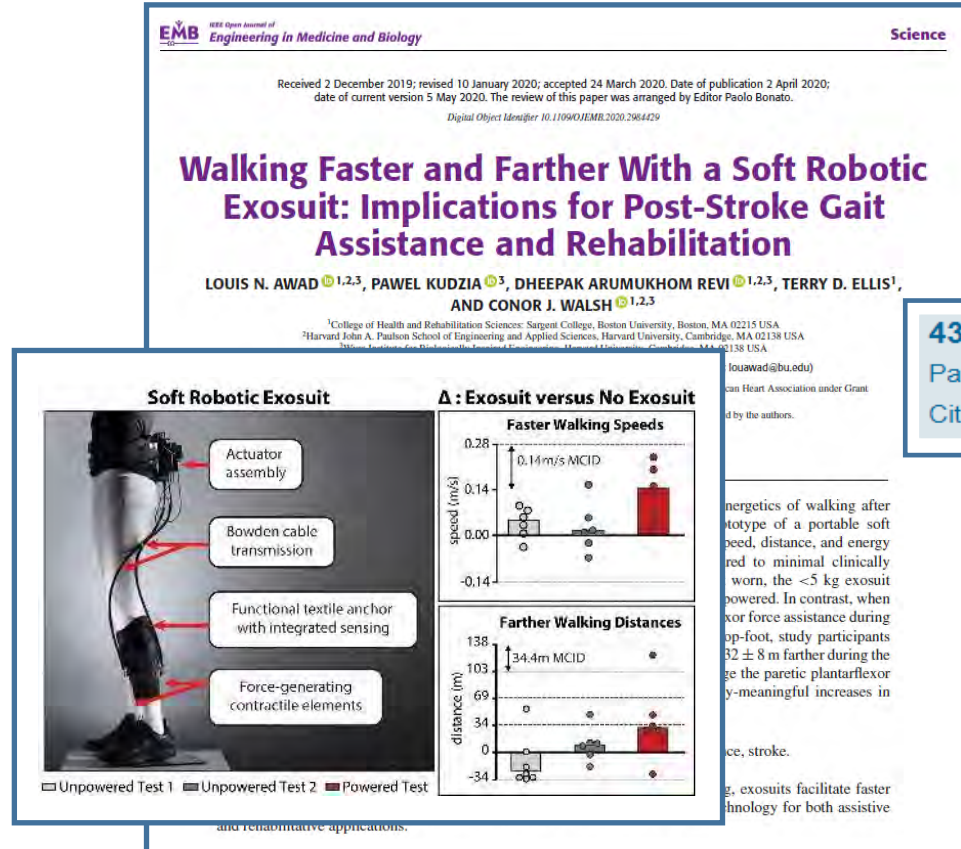 EMB
IEEE Open Journal of
Engineering in Medicine and Biology
Science
Received 2 December 2019; revised 10 January 2020; accepted 24 March 2020. Date of publication 2 April 2020;
date of current version 5 May 2020. The review of this paper was arranged by Editor Paolo Bonato.
Digital Object Identifier 10.1109/OJEMB.2020.2984429
Walking Faster and Farther With a Soft Robotic
Exosuit: Implications for Post-Stroke Gait
Assistance and Rehabilitation
LOUIS N. AWAD 1,2,3, PAWEL KUDZIA 3, DHEEPAK ARUMUKHOM REVI 1,2,3, TERRY D. ELLIS1,
AND CONOR J. WALSH 1,2,3
1College of Health and Rehabilitation Sciences: Sargent College, Boston University, Boston, MA 02215 USA
2Harvard John A. Paulson School of Engineering and Applied Sciences, Harvard University, Cambridge, MA 02138 USA
02138 USA
louawad@bu.edu)
can Heart Association under Grant
d by the authors.
43
Pa
Cit
Soft Robotic Exosuit
Actuator
assembly
Bowden cable
transmission
Functional textile anchor
with integrated sensing
Force-generating
contractile elements
Δ : Exosuit versus No Exosuit
Faster Walking Speeds
speed (m/s)
0.28
0.14
0.00
-0.14
0.14m/s MCID
Farther Walking Distances
distance (m)
138
103
69
34
0
-34
34.4m MCID
Unpowered Test 1 Unpowered Test 2 Powered Test
nergetics of walking after
ototype of a portable soft
peed, distance, and energy
red to minimal clinically
worn, the <5 kg exosuit
powered. In contrast, when
xor force assistance during
op-foot, study participants
32 ± 8 m farther during the
ge the paretic plantarflexor
y-meaningful increases in
ce, stroke.
g, exosuits facilitate faster
hnology for both assistive
and rehabilitative applications.